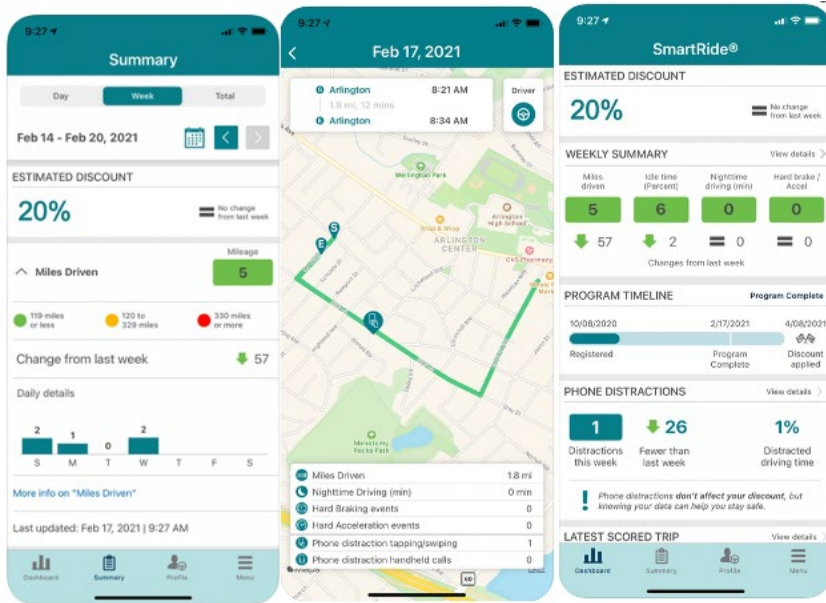 9:27
Summary
Day Week Total
Feb 14 - Feb 20, 2021
ESTIMATED DISCOUNT
20%
No change
from last week
Mileage
Miles Driven
5
119 miles
or less
120 to
329 miles
330 miles
or more
Change from last week
57
Daily details
2 1 0 2
S M T W T F S
More info on "Miles Driven"
Last updated: Feb 17, 2021 | 9:27 AM
Dashboard Summary Profile Menu
9:27
Feb 17, 2021
S Arlington 8:21 AM
1.8 mi, 12 mins
E Arlington 8:34 AM
Driver
Wellington Park
Arlington
High School
Stop & Shop
ARLINGTON
CENTER
CVS Pharmacy
S
E
Menotomy
Rocks Park
Miles Driven 1.8 mi
Nighttime Driving (min) 0 min
Hard Braking events 0
Hard Acceleration events 0
Phone distraction tapping/swiping 1
Phone distraction handheld calls 0
60
9:27
SmartRide®
ESTIMATED DISCOUNT
20%
No change
from last week
WEEKLY SUMMARY View details
Miles
driven
Idle time
(Percent)
Nighttime
driving (min)
Hard brake /
Accel
5 6 0 0
57 2 0 0
Changes from last week
PROGRAM TIMELINE Program Complete
10/08/2020 2/17/2021 4/08/2021
Registered
Program
Complete
Discount
applied
PHONE DISTRACTIONS View details
1 26 1%
Distractions
this week
Fewer than
last week
Distracted
driving time
! Phone distractions don't affect your discount, but
knowing your data can help you stay safe.
LATEST SCORED TRIP View details
Dashboard Summary Profile Menu